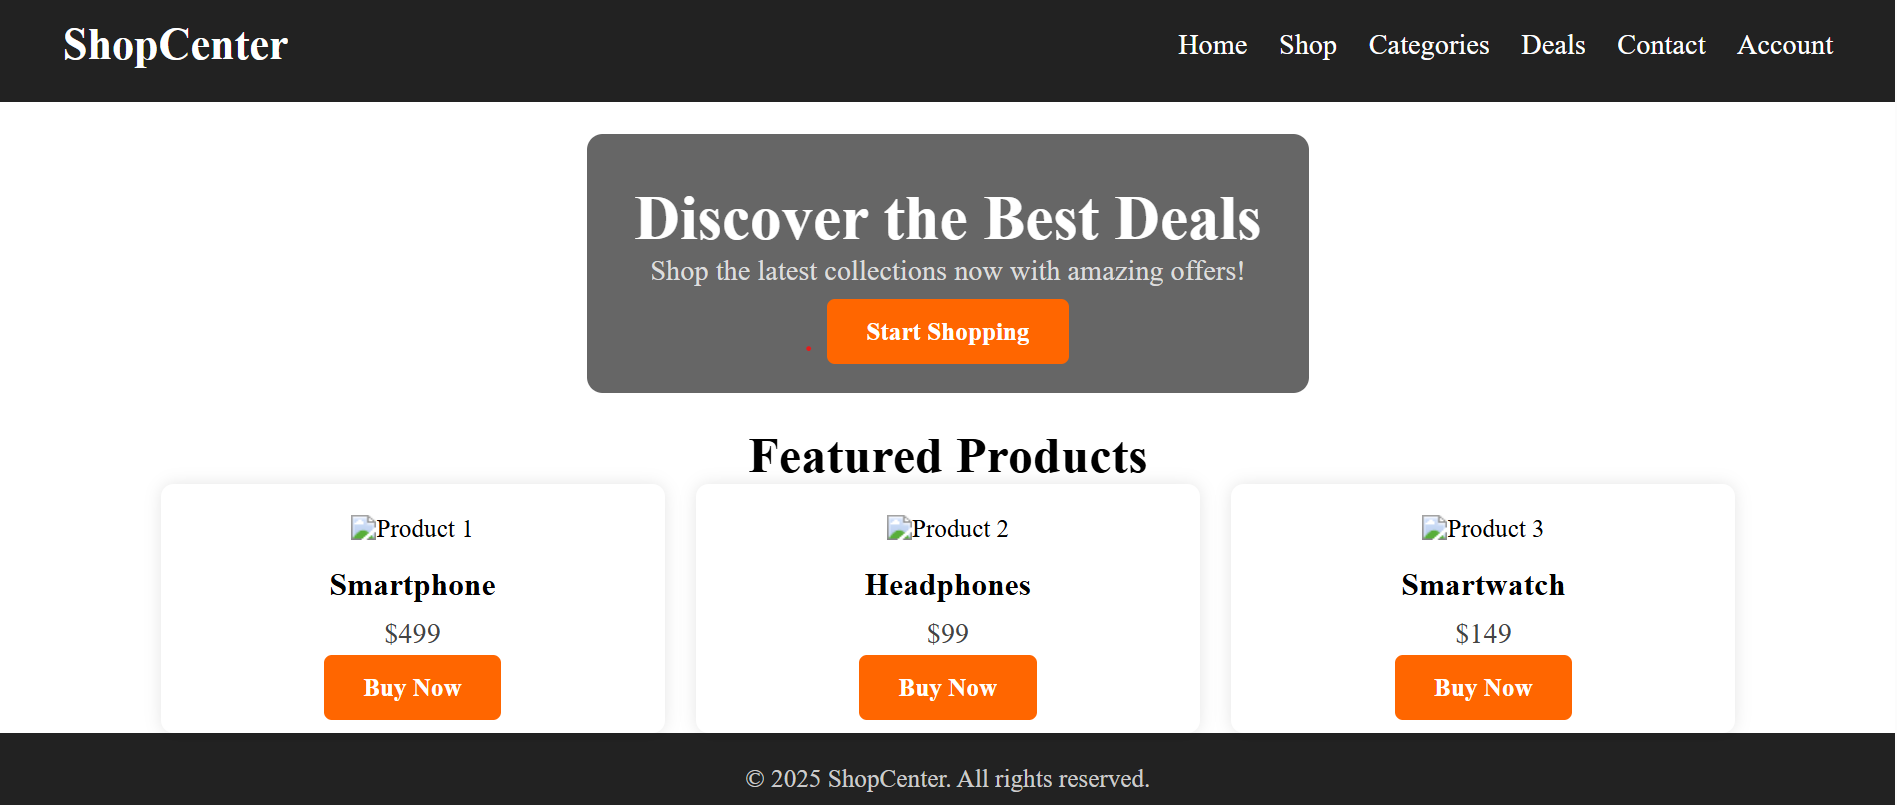 ShopCenter
Home Shop Categories Deals Contact Account
Discover the Best Deals
Shop the latest collections now with amazing offers!
Start Shopping
Featured Products
Product 1
Smartphone
$499
Buy Now
Product 2
Headphones
$99
Buy Now
Product 3
Smartwatch
$149
Buy Now
© 2025 ShopCenter. All rights reserved.